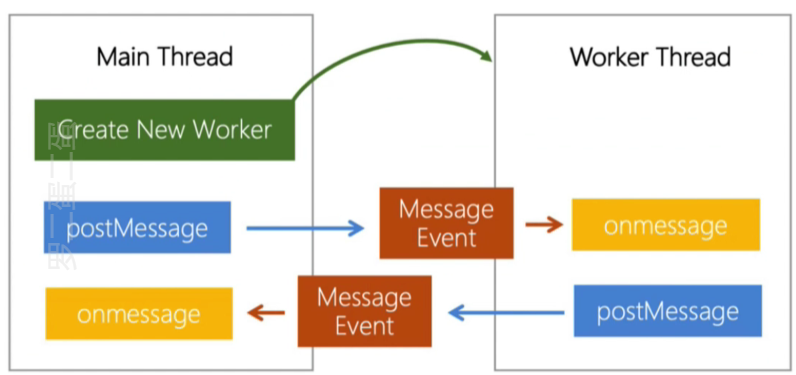 Main Thread
Worker Thread
Create New Worker
postMessage
Message
Event
onmessage
onmessage
Message
Event
postMessage